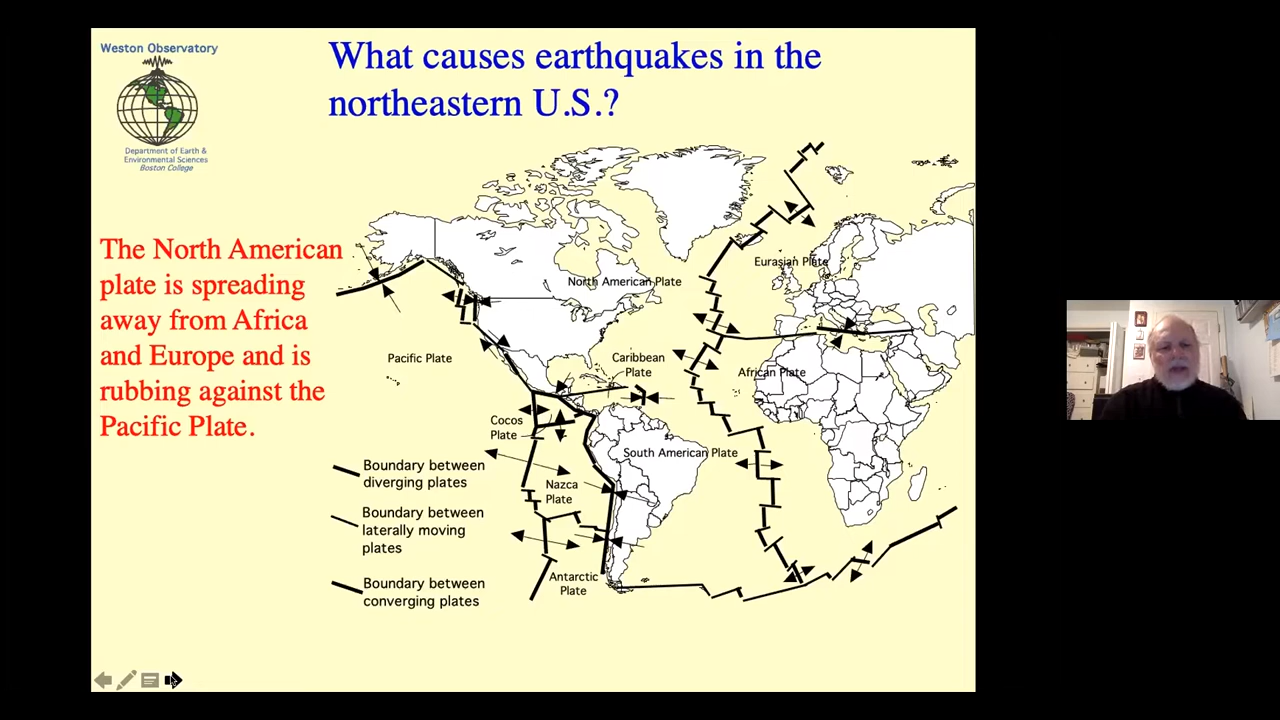 Weston Observatory
Department of Earth &
Environmental Sciences
Boston College
What causes earthquakes in the
northeastern U.S.?
The North American
plate is spreading
away from Africa
and Europe and is
rubbing against the
Pacific Plate.
North American Plate
Eurasian Plate
Pacific Plate
Caribbean
Plate
African Plate
Cocos
Plate
South American Plate
Nazca
Plate
Antarctic
Plate
Boundary between
diverging plates
Boundary between
laterally moving
plates
Boundary between
converging plates